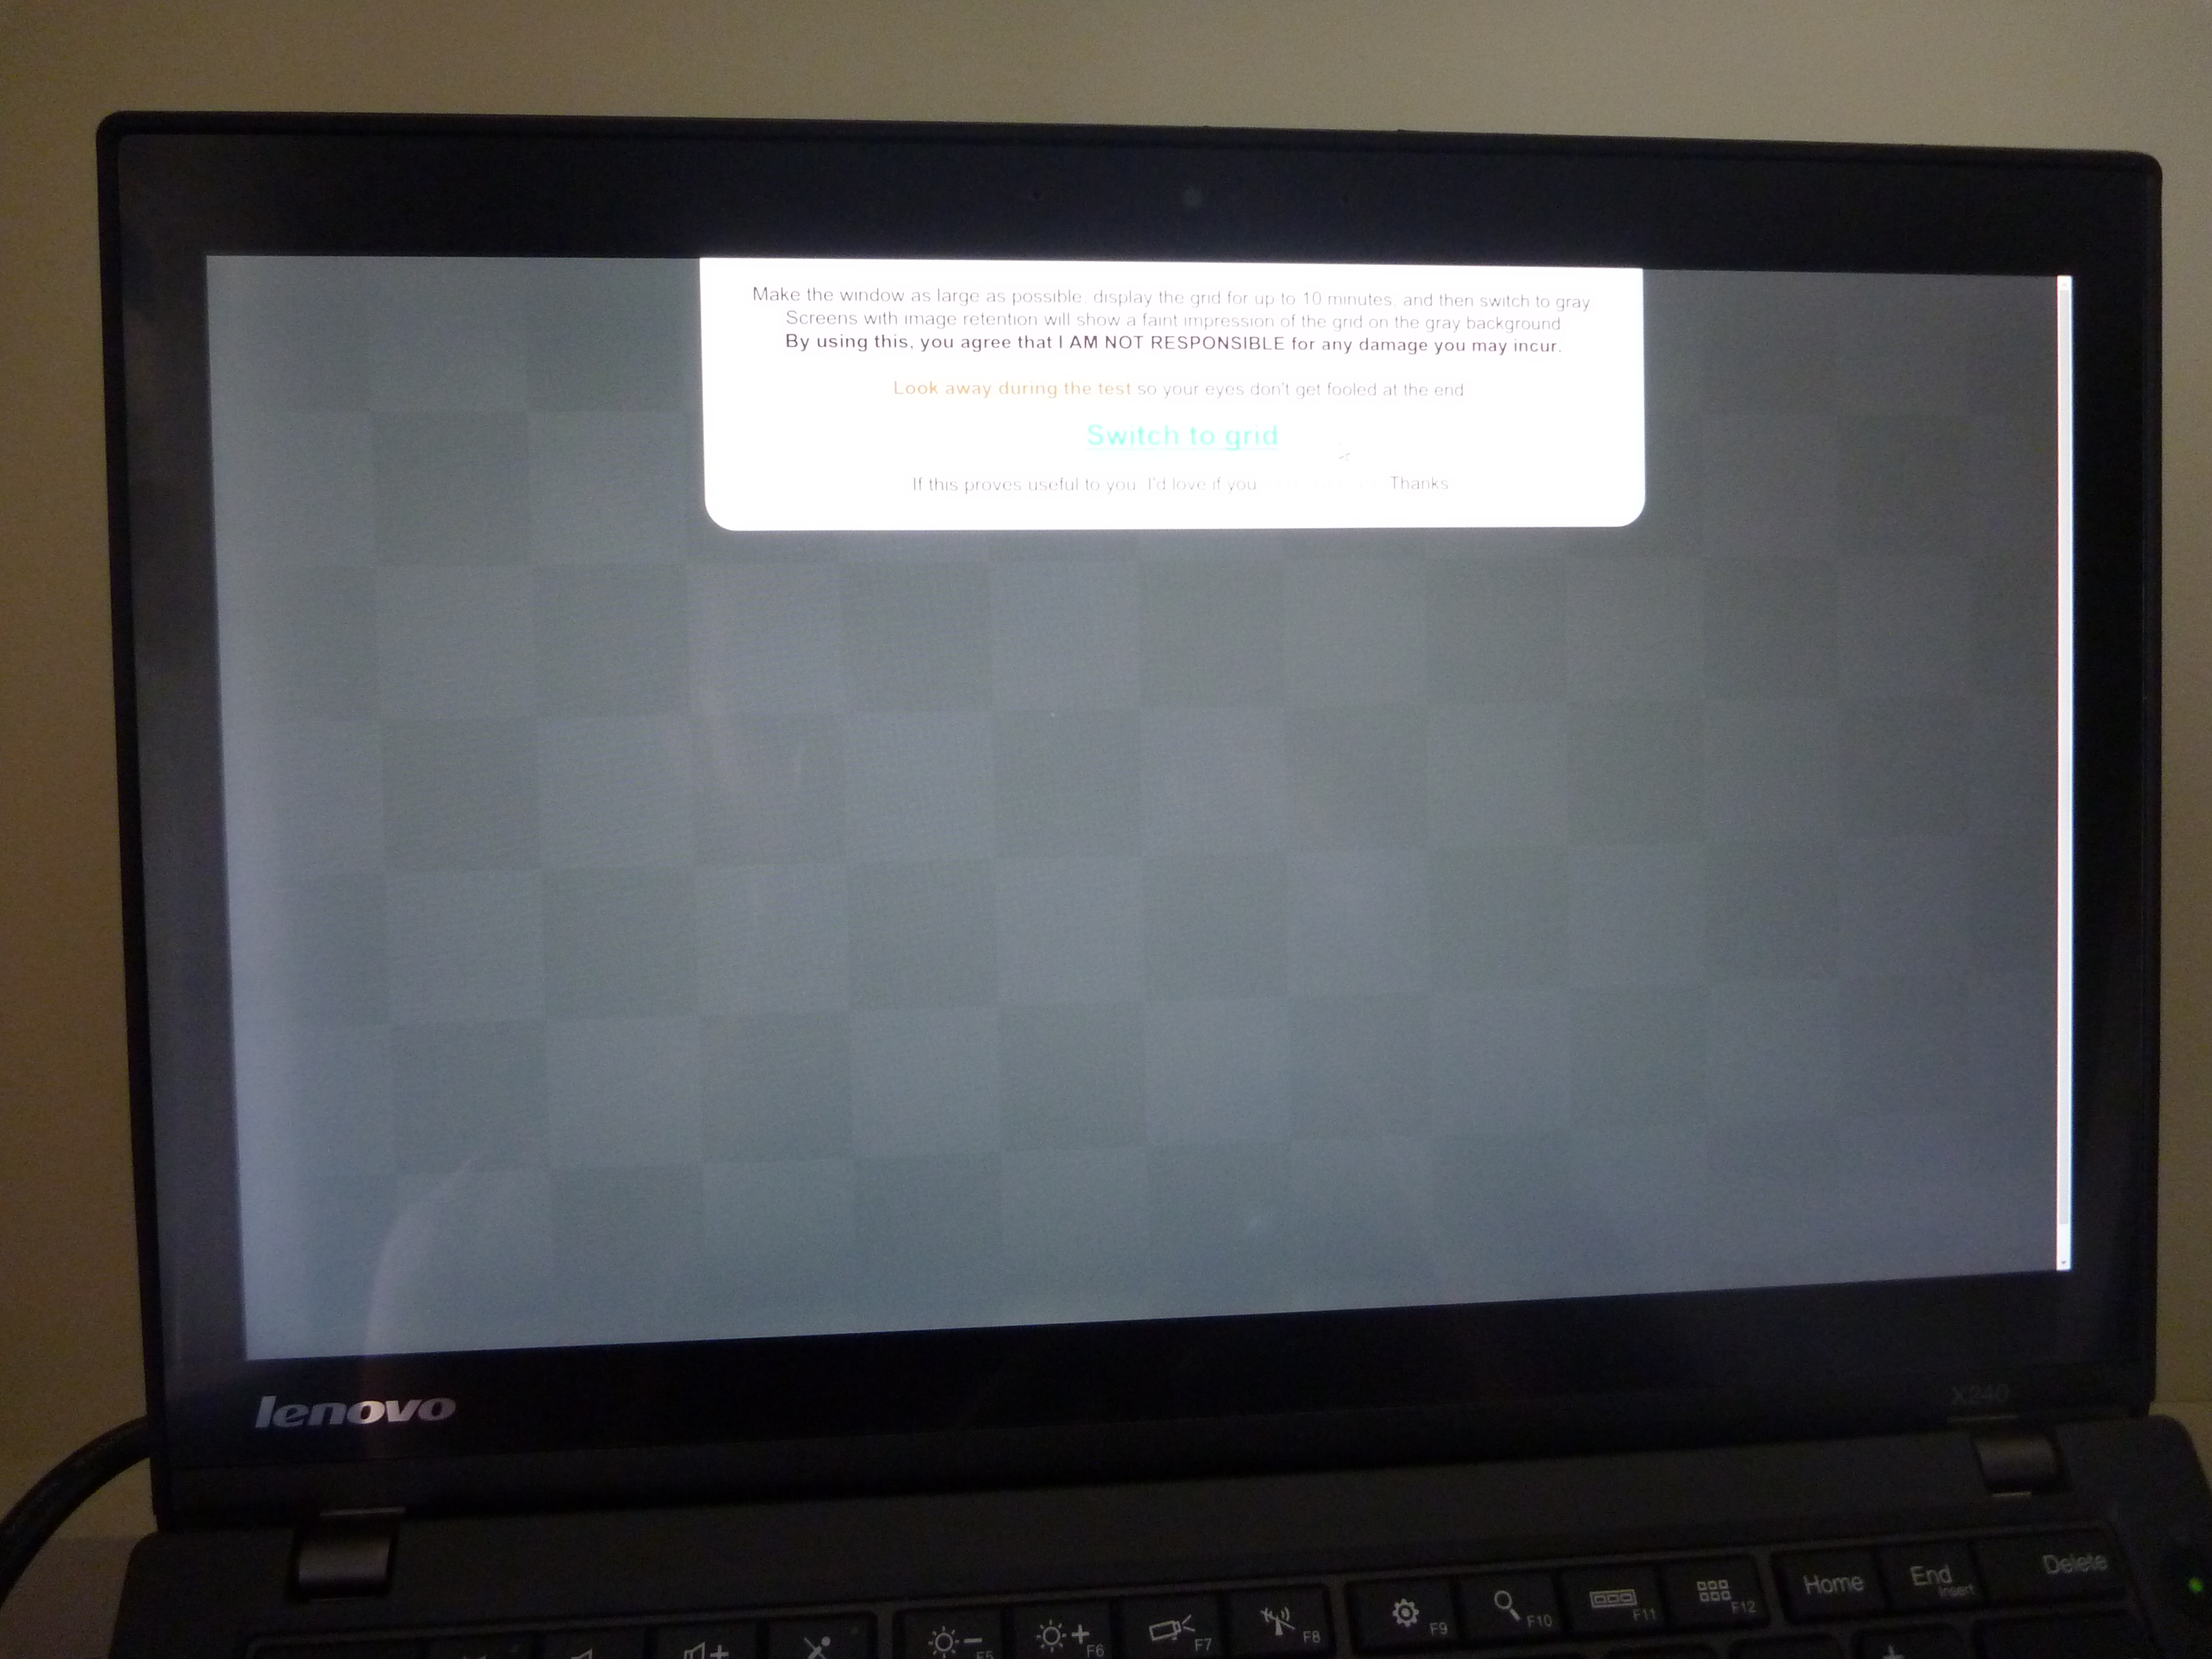 Make the window as large as possible, display the grid for up to 10 minutes, and then switch to gray
Screens with image retention will show a faint impression of the grid on the gray background
By using this, you agree that I AM NOT RESPONSIBLE for any damage you may incur.
Look away during the test so your eyes don't get fooled at the end
Switch to grid
If this proves useful to you, I'd love if you Thanks
lenovo
X240
F5 F6 F7 F8 F9 F10 F11 F12 Home End Insert Delete